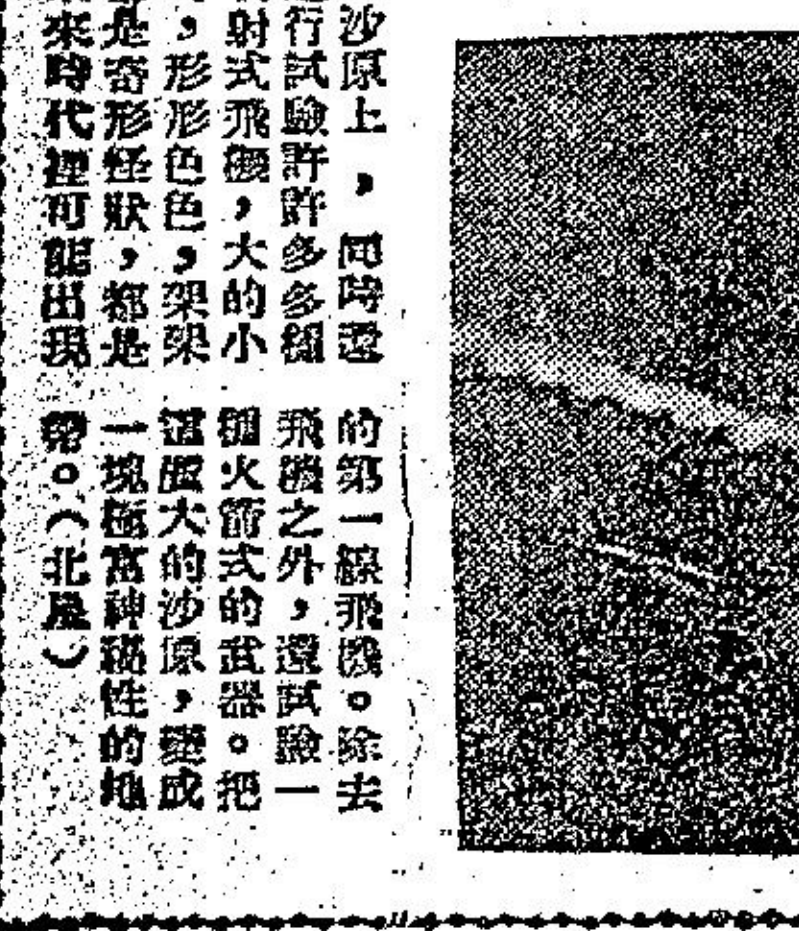 沙原上，同時還
行試驗許許多多種
射式飛機，大的小
，形形色色，架架
是奇形怪狀，都是
來時代裡可能出現
的第一線飛機。除去
飛機之外，還試驗一
種火箭式的武器。把
這個大的沙原，變成
一塊極富神秘性的地
帶。（北風）